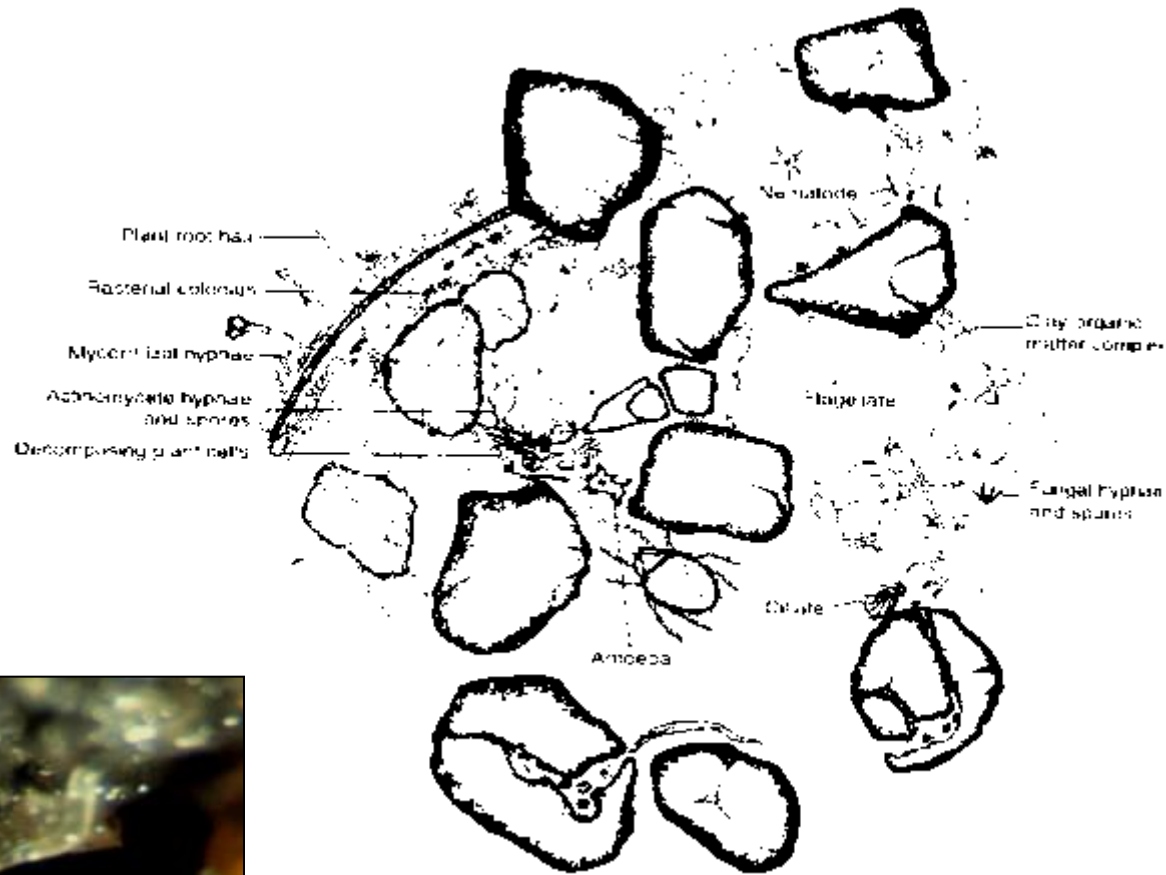 Nematode
Plant root hair
Bacterial colonies
Mycorrhizal hyphae
Actinomycete hyphae
and spores
Decomposing plant cells
Clay-organic
matter complex
Flagellate
Fungal hyphae
and spores
Ciliate
Amoeba